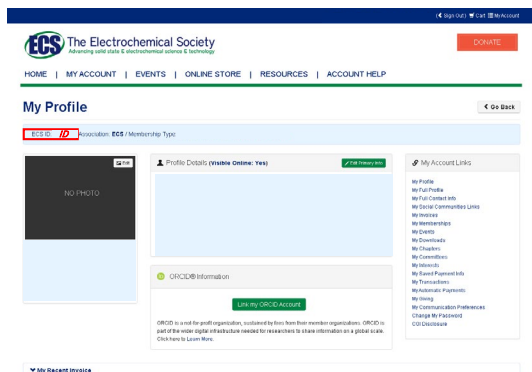 ( Sign Out) Cart My Account
ECS The Electrochemical Society
Advancing solid state & electrochemical science & technology
DONATE
HOME | MY ACCOUNT | EVENTS | ONLINE STORE | RESOURCES | ACCOUNT HELP
My Profile
Go Back
ECS ID: ID Association: ECS / Membership Type:
Edit
NO PHOTO
Profile Details (Visible Online: Yes)
Edit Primary Info
ORCID® Information
Link my ORCID Account
ORCID is a not-for-profit organization, sustained by fees from their member organizations. ORCID is
part of the wider digital infrastructure needed for researchers to share information on a global scale.
Click here to Learn More.
My Account Links
My Profile
My Full Profile
My Full Contact Info
My Social Communities Links
My Invoices
My Memberships
My Events
My Downloads
My Chapters
My Committees
My Interests
My Saved Payment Info
My Transactions
My Automatic Payments
My Giving
My Communication Preferences
Change My Password
COI Disclosure
My Recent Invoice